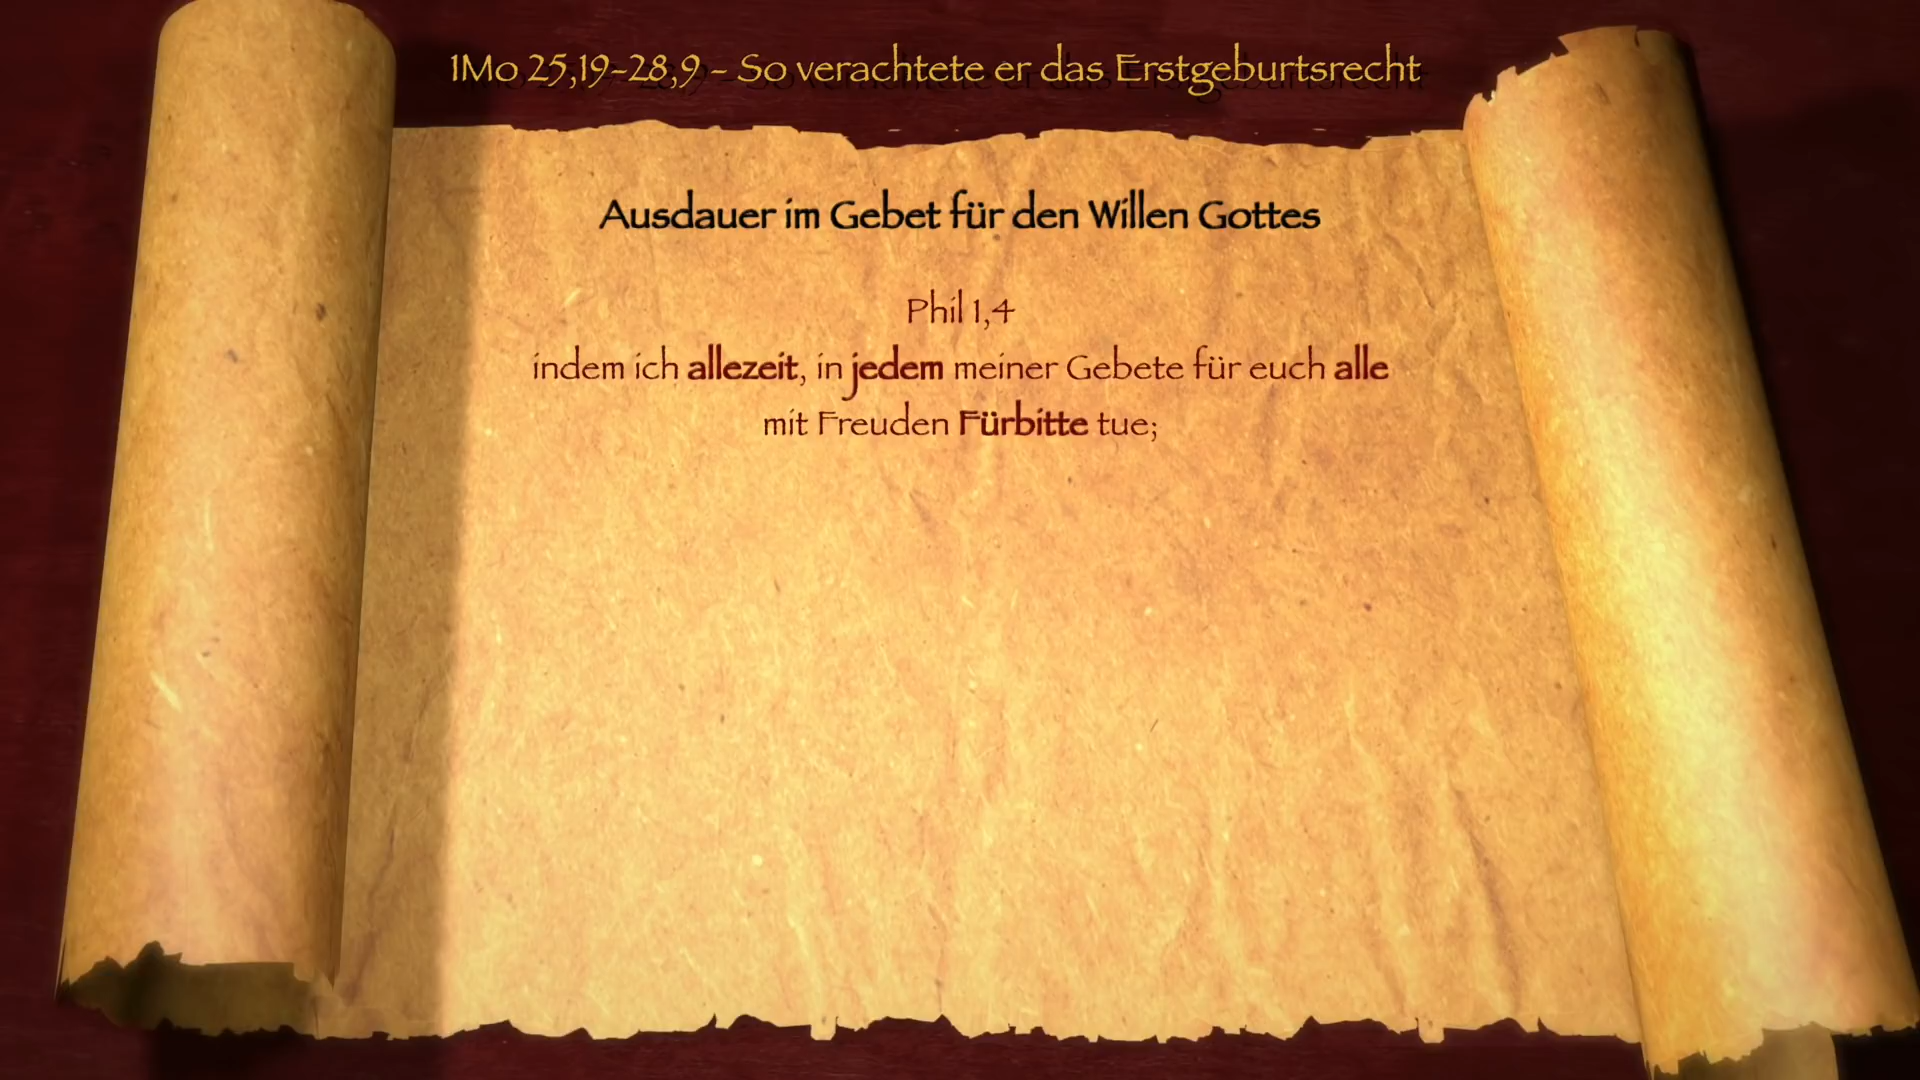 1Mo 25,19-28,9 - So verachtete er das Erstgeburtsrecht
Ausdauer im Gebet für den Willen Gottes
Phil 1,4
indem ich allezeit, in jedem meiner Gebete für euch alle
mit Freuden Fürbitte tue;